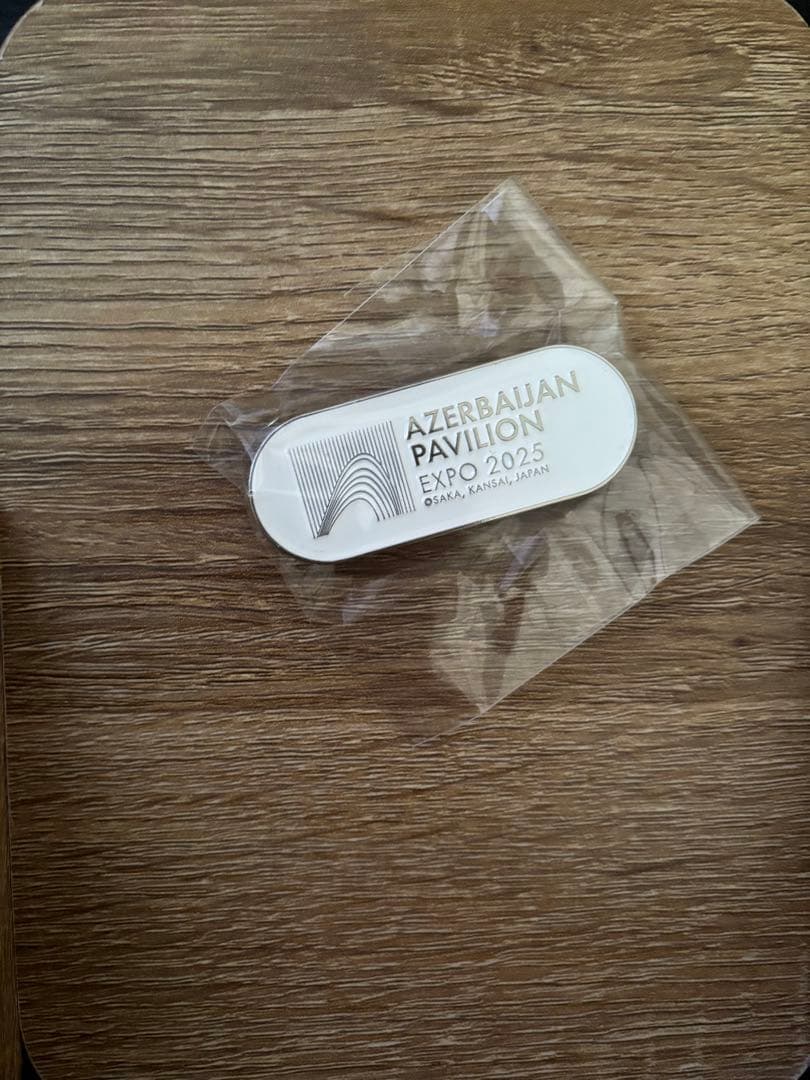 AZERBAIJAN
PAVILION
EXPO 2025
OSAKA, KANSAI, JAPAN